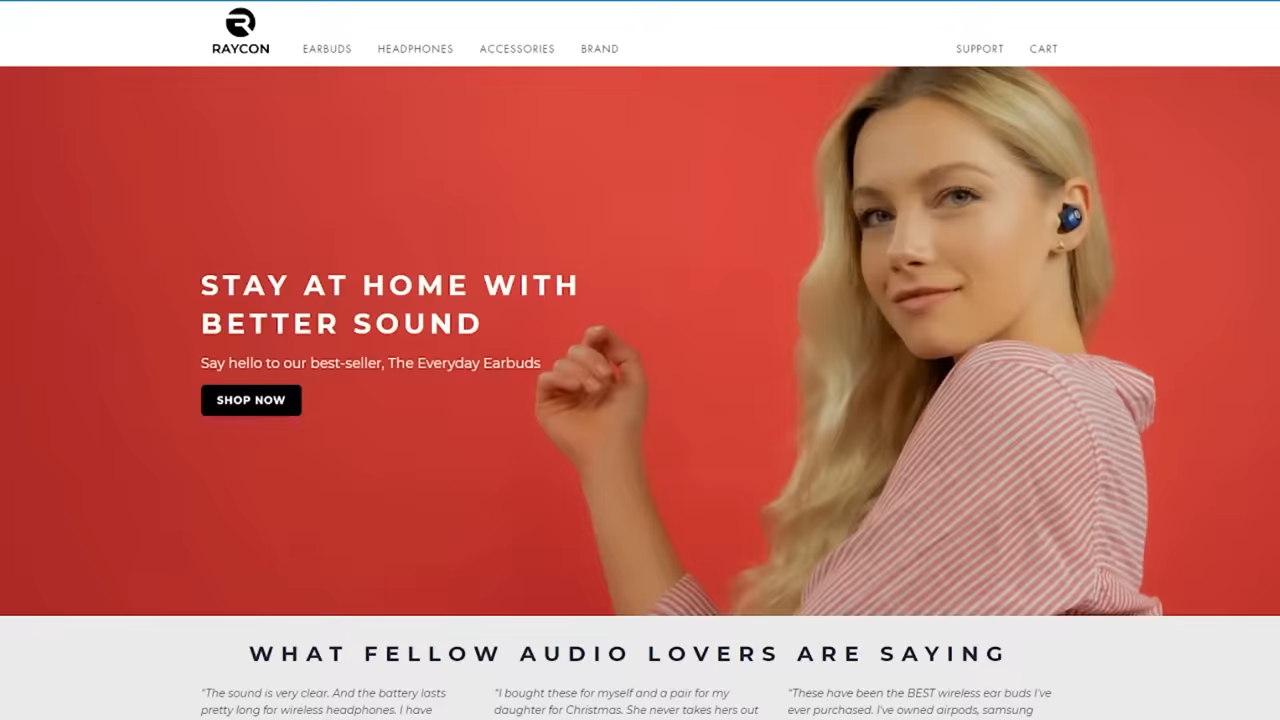 RAYCON
EARBUDS
HEADPHONES
ACCESSORIES
BRAND
SUPPORT
CART
STAY AT HOME WITH
BETTER SOUND
Say hello to our best-seller, The Everyday Earbuds
SHOP NOW
WHAT FELLOW AUDIO LOVERS ARE SAYING
"The sound is very clear. And the battery lasts
pretty long for wireless headphones. I have
"I bought these for myself and a pair for my
daughter for Christmas. She never takes hers out
"These have been the BEST wireless ear buds I've
ever purchased. I've owned airpods, samsung